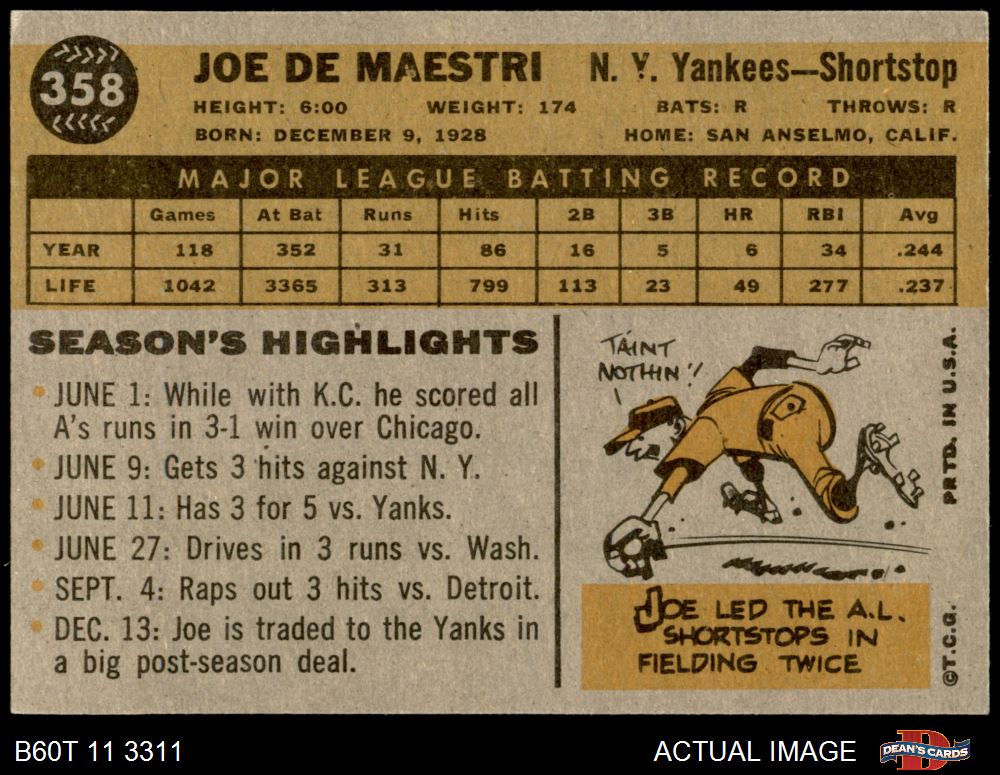 358
JOE DE MAESTRI N. Y. Yankees—Shortstop
HEIGHT: 6:00 WEIGHT: 174 BATS: R THROWS: R
BORN: DECEMBER 9, 1928 HOME: SAN ANSELMO, CALIF.
MAJOR LEAGUE BATTING RECORD
Games At Bat Runs Hits 2B 3B HR RBI Avg
YEAR 118 352 31 86 16 5 6 34 .244
LIFE 1042 3365 313 799 113 23 49 277 .237
SEASON'S HIGHLIGHTS
• JUNE 1: While with K.C. he scored all
A's runs in 3-1 win over Chicago.
• JUNE 9: Gets 3 hits against N. Y.
• JUNE 11: Has 3 for 5 vs. Yanks.
• JUNE 27: Drives in 3 runs vs. Wash.
• SEPT. 4: Raps out 3 hits vs. Detroit.
• DEC. 13: Joe is traded to the Yanks in
a big post-season deal.
TAINT
NOTHIN'!
JOE LED THE A.L.
SHORTSTOPS IN
FIELDING TWICE
©T.C.G. PRTD. IN U.S.A.
B60T 11 3311 ACTUAL IMAGE DEAN'S CARDS